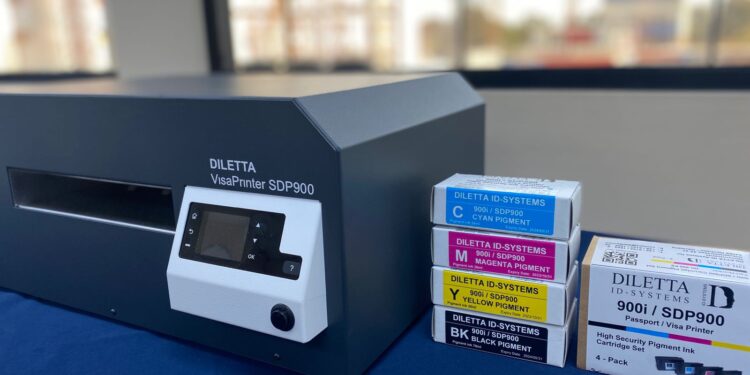 DILETTA
VisaPrinter SDP900
OK
?
DILETTA ID-SYSTEMS
C
900i / SDP900
CYAN PIGMENT
DILETTA ID-SYSTEMS
M
900i / SDP900
MAGENTA PIGMENT
DILETTA ID-SYSTEMS
Y
900i / SDP900
YELLOW PIGMENT
DILETTA ID-SYSTEMS
BK
900i / SDP900
BLACK PIGMENT
DILETTA
ID-SYSTEMS
900i / SDP900
Passport / Visa Printer
High Security Pigment Ink
Cartridge Set
4 - Pack